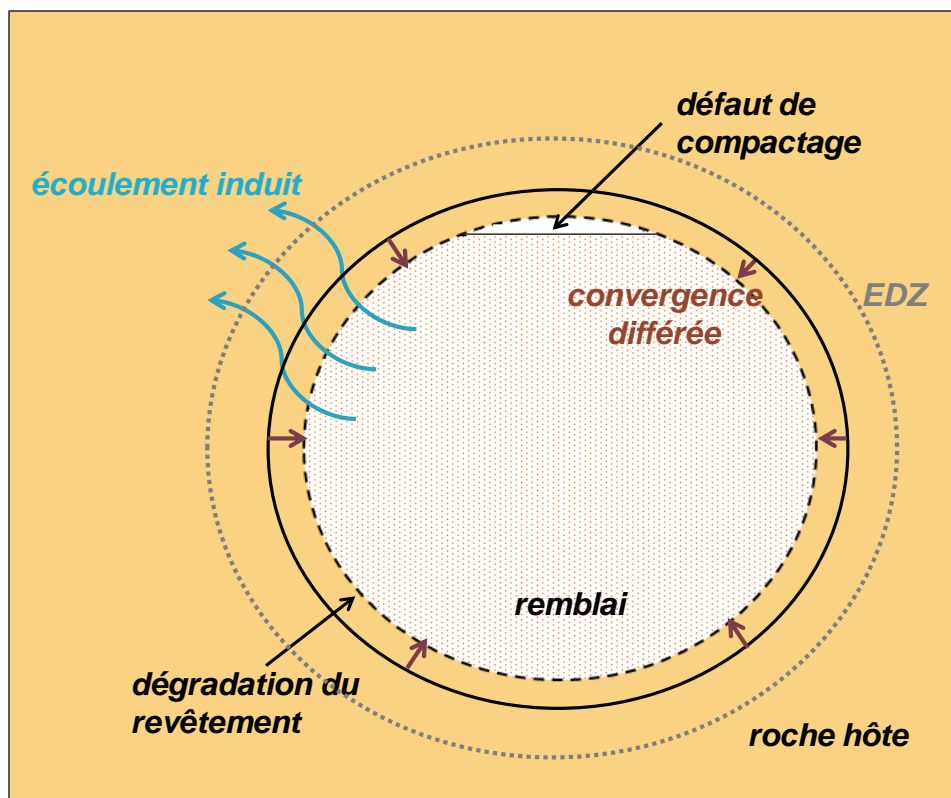 défaut de
compactage
écoulement induit
convergence
différée
EDZ
remblai
dégradation du
revêtement
roche hôte